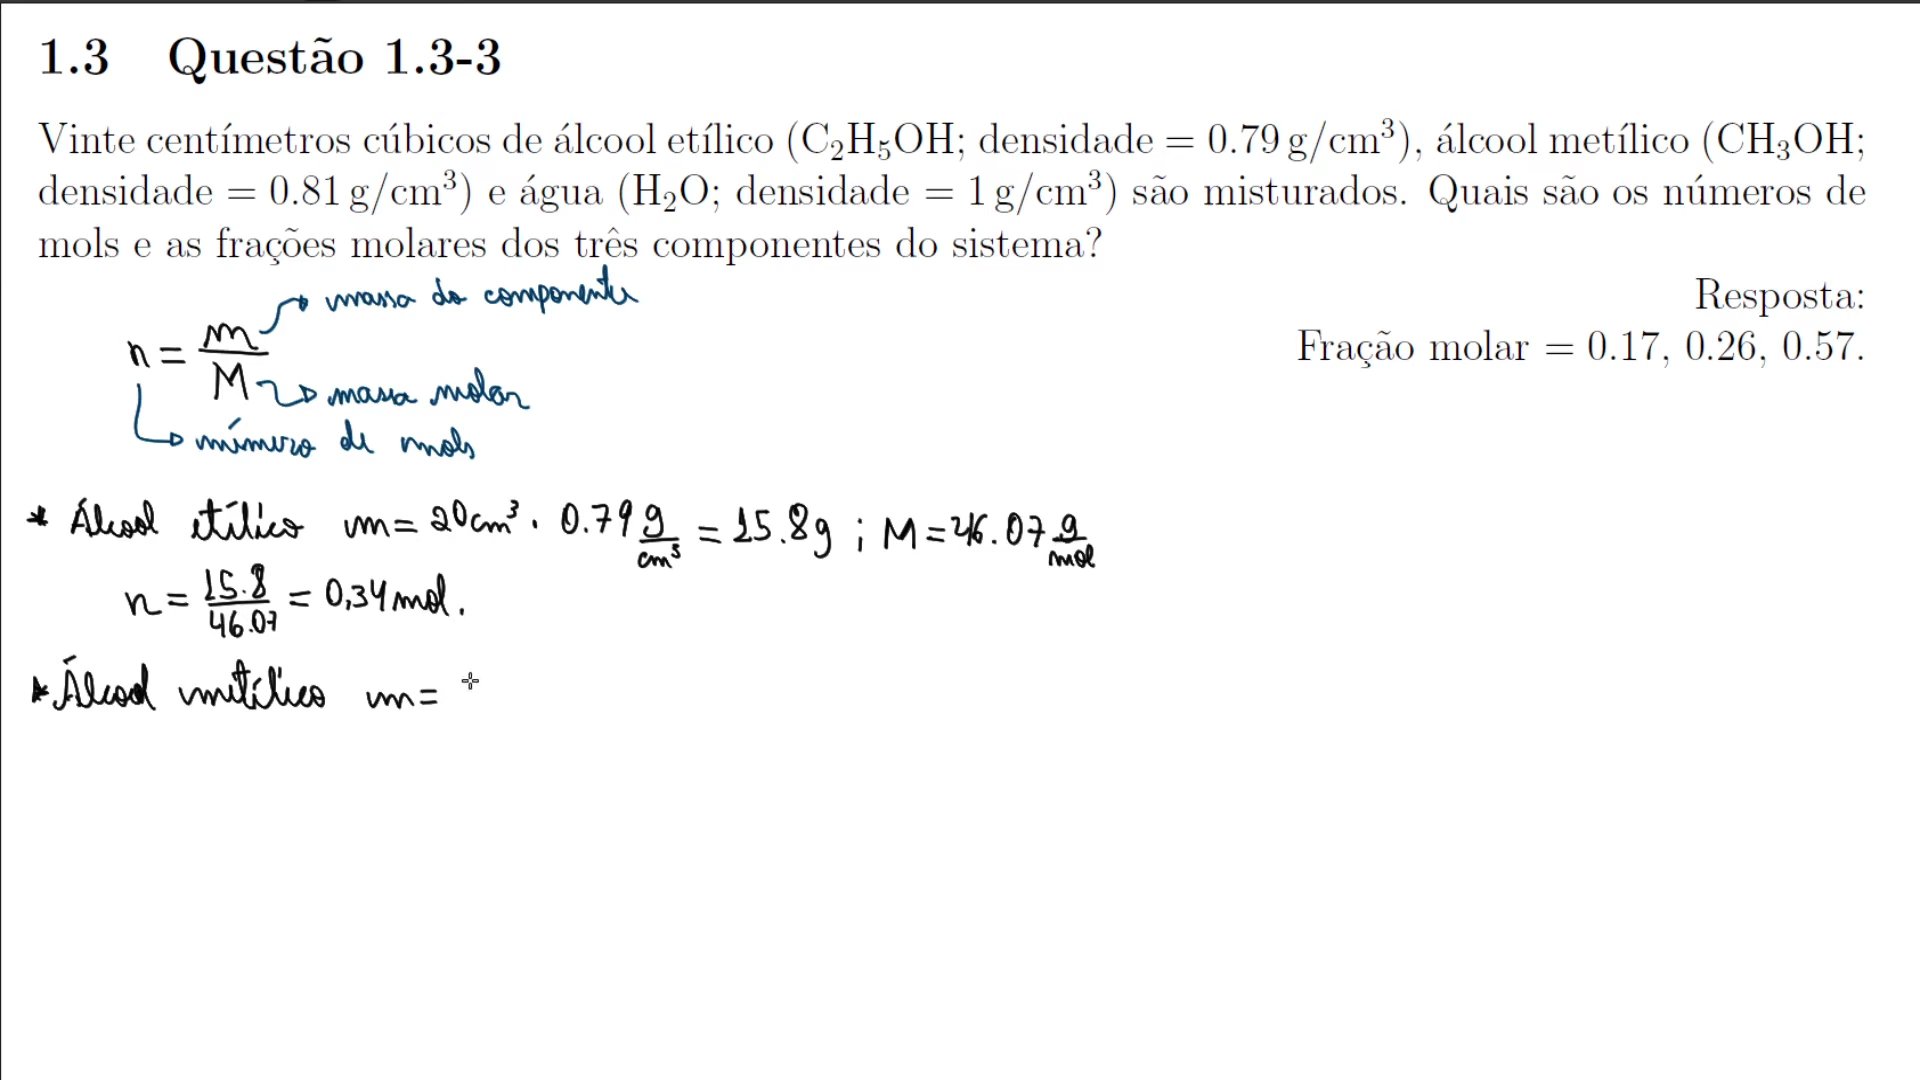 1.3 Questão 1.3-3
Vinte centímetros cúbicos de álcool etílico (C₂H₅OH; densidade = 0.79 g/cm³), álcool metílico (CH₃OH;
densidade = 0.81 g/cm³) e água (H₂O; densidade = 1 g/cm³) são misturados. Quais são os números de
mols e as frações molares dos três componentes do sistema?
Resposta:
Fração molar = 0.17, 0.26, 0.57.
n = m/M
massa do componente
massa molar
número de mols
* Álcool etílico m = 20cm³ . 0.79 g/cm³ = 15.8g ; M = 46.07 g/mol
n = 15.8/46.07 = 0,34 mol.
* Álcool metílico m =